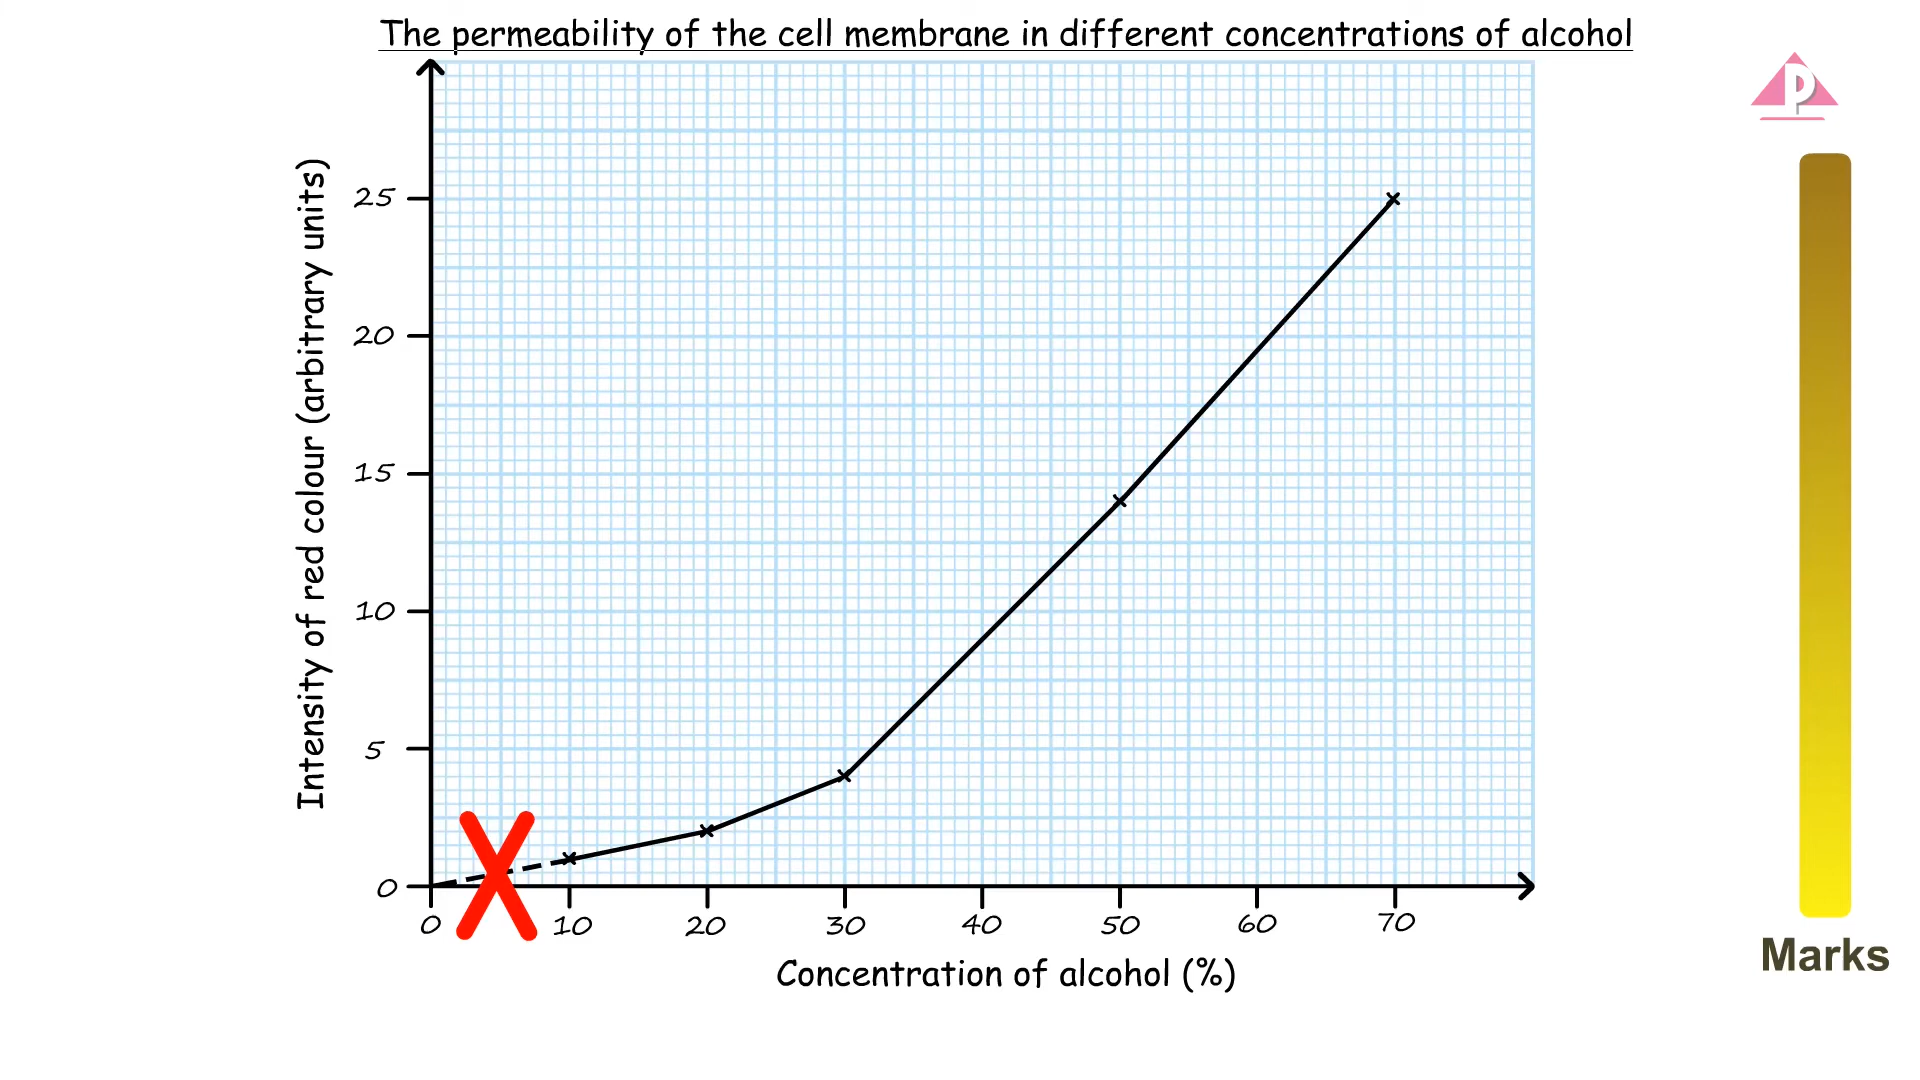 The permeability of the cell membrane in different concentrations of alcohol
P
Intensity of red colour (arbitrary units)
25
20
15
10
5
0
0 10 20 30 40 50 60 70
Concentration of alcohol (%)
Marks